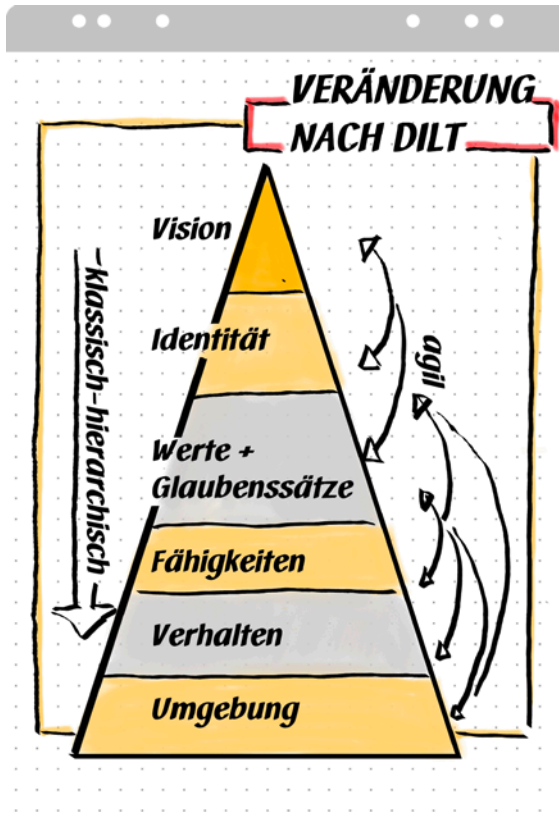 VERÄNDERUNG
NACH DILT
Vision
Identität
Werte +
Glaubenssätze
Fähigkeiten
Verhalten
Umgebung
–klassisch-hierarchisch–
agil